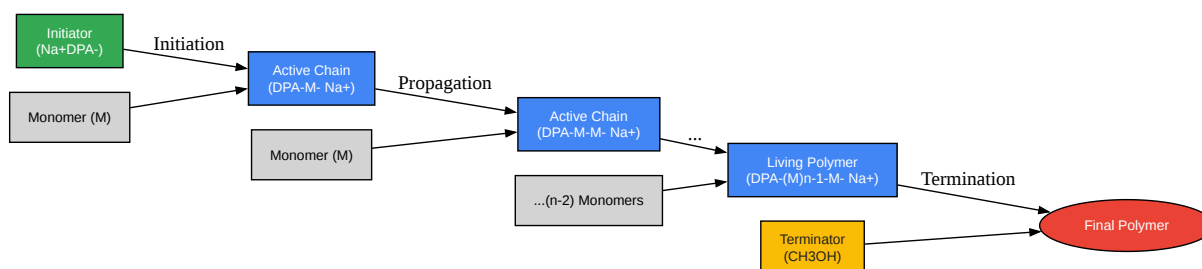 Initiator
(Na+DPA-)
Initiation
Monomer (M)
Active Chain
(DPA-M- Na+)
Propagation
Monomer (M)
Active Chain
(DPA-M-M- Na+)
...
...(n-2) Monomers
Living Polymer
(DPA-(M)n-1-M- Na+)
Termination
Terminator
(CH3OH)
Final Polymer